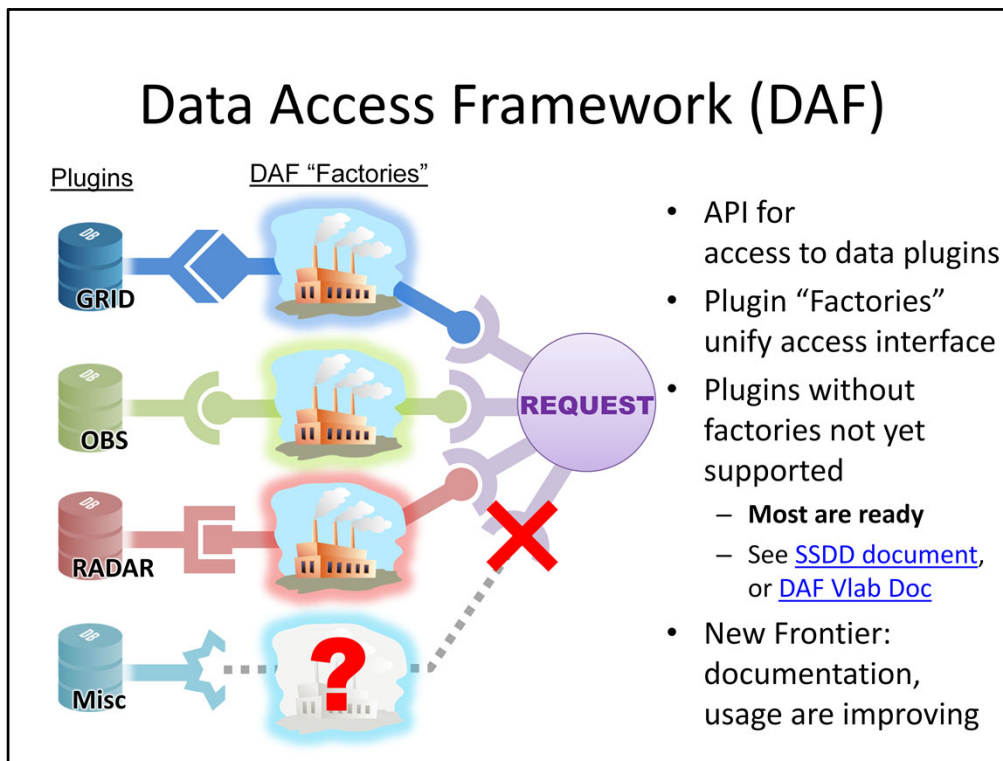 Data Access Framework (DAF)
Plugins
DAF “Factories”
DB
GRID
DB
OBS
DB
RADAR
DB
Misc
?
REQUEST
• API for
access to data plugins
• Plugin “Factories”
unify access interface
• Plugins without
factories not yet
supported
– Most are ready
– See SSDD document,
or DAF Vlab Doc
• New Frontier:
documentation,
usage are improving